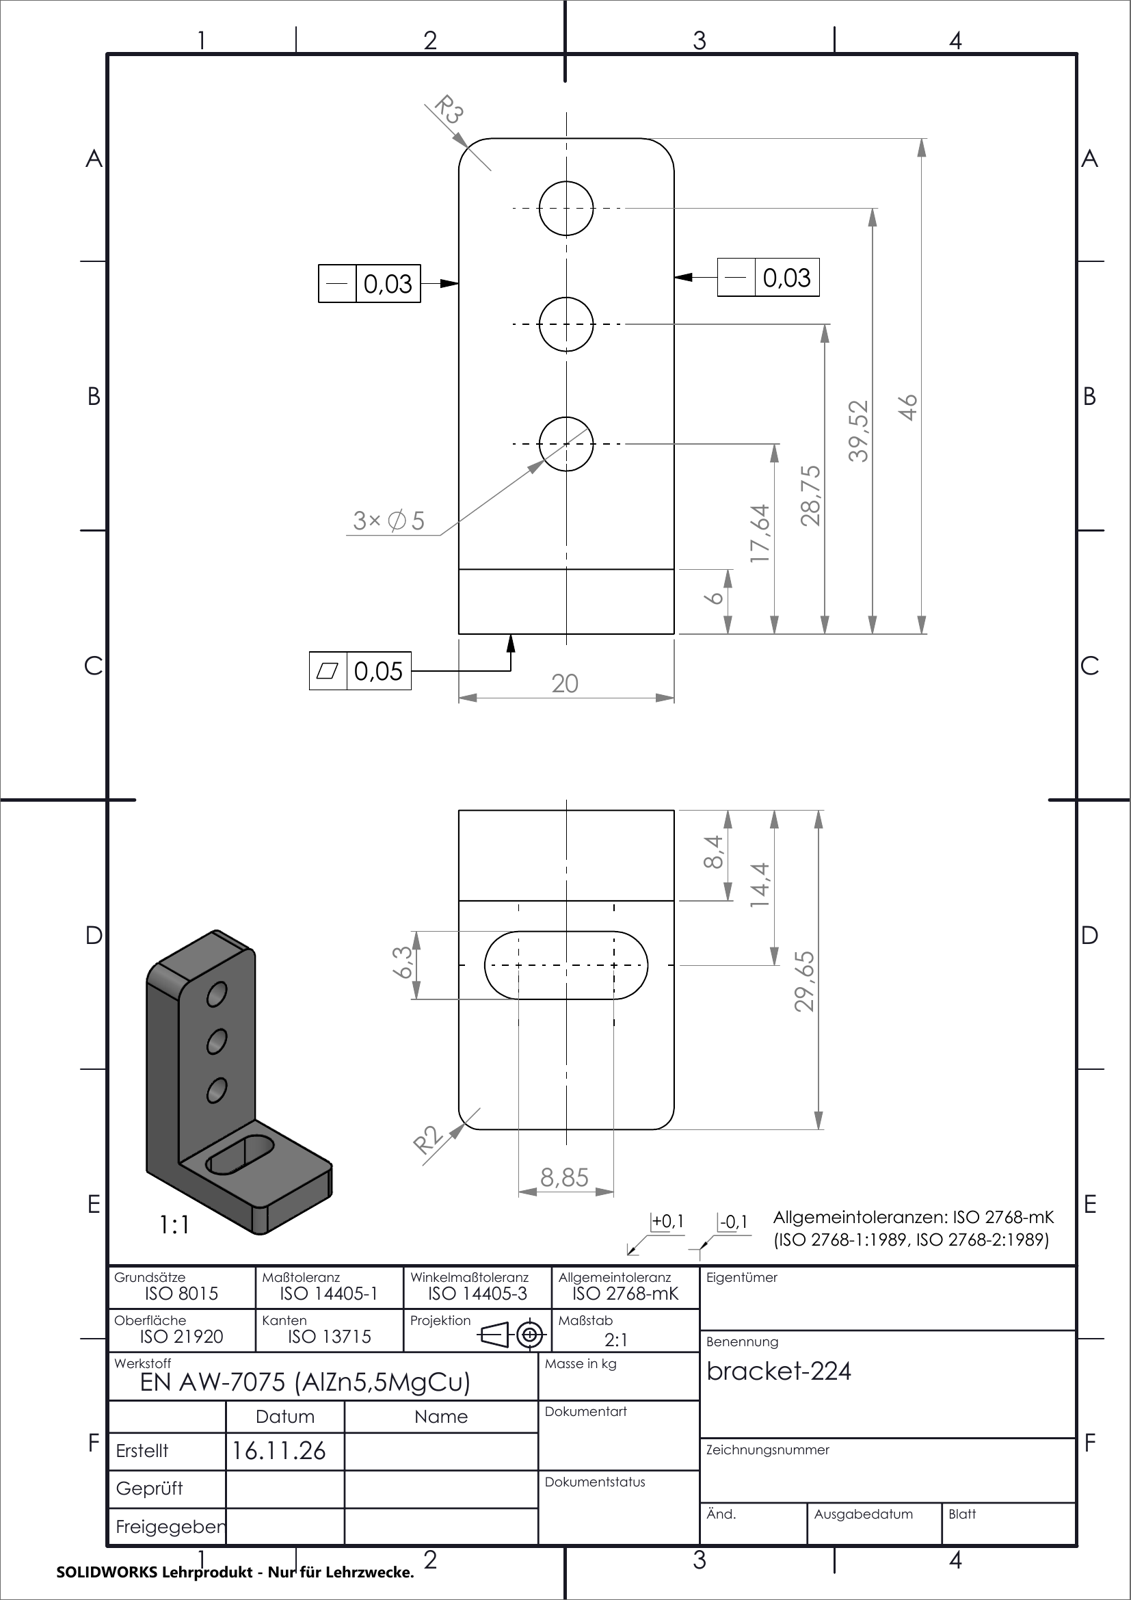 1 2 3 4
A A
R3
— 0,03
— 0,03
B B
39,52
46
28,75
3× ∅5
17,64
6
C C
⏥ 0,05
20
8,4
14,4
D D
6,3
29,65
R2
8,85
E E
1:1
+0,1 -0,1
Allgemeintoleranzen: ISO 2768-mK
(ISO 2768-1:1989, ISO 2768-2:1989)
Grundsätze
ISO 8015
Maßtoleranz
ISO 14405-1
Winkelmaßtoleranz
ISO 14405-3
Allgemeintoleranz
ISO 2768-mK
Eigentümer
Oberfläche
ISO 21920
Kanten
ISO 13715
Projektion
Maßstab
2:1
Benennung
bracket-224
Werkstoff
EN AW-7075 (AlZn5,5MgCu)
Masse in kg
Datum Name
Dokumentart
F F
Erstellt 16.11.26
Zeichnungsnummer
Geprüft
Dokumentstatus
Freigegeben
Änd. Ausgabedatum Blatt
1 2 3 4
SOLIDWORKS Lehrprodukt - Nur für Lehrzwecke.